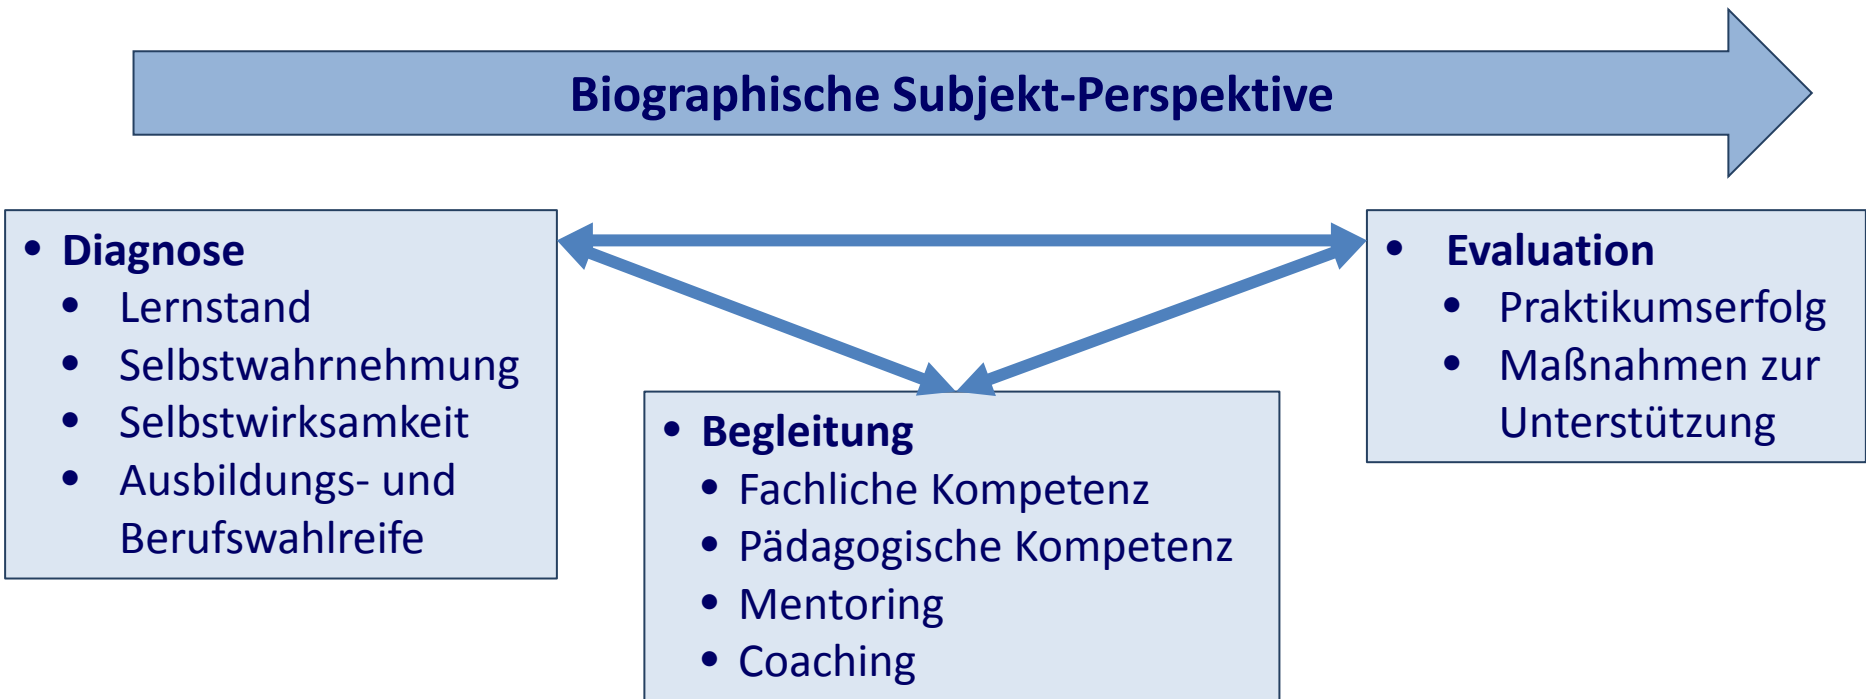 Biographische Subjekt-Perspektive
• Diagnose
• Lernstand
• Selbstwahrnehmung
• Selbstwirksamkeit
• Ausbildungs- und
Berufswahlreife
• Begleitung
• Fachliche Kompetenz
• Pädagogische Kompetenz
• Mentoring
• Coaching
• Evaluation
• Praktikumserfolg
• Maßnahmen zur
Unterstützung